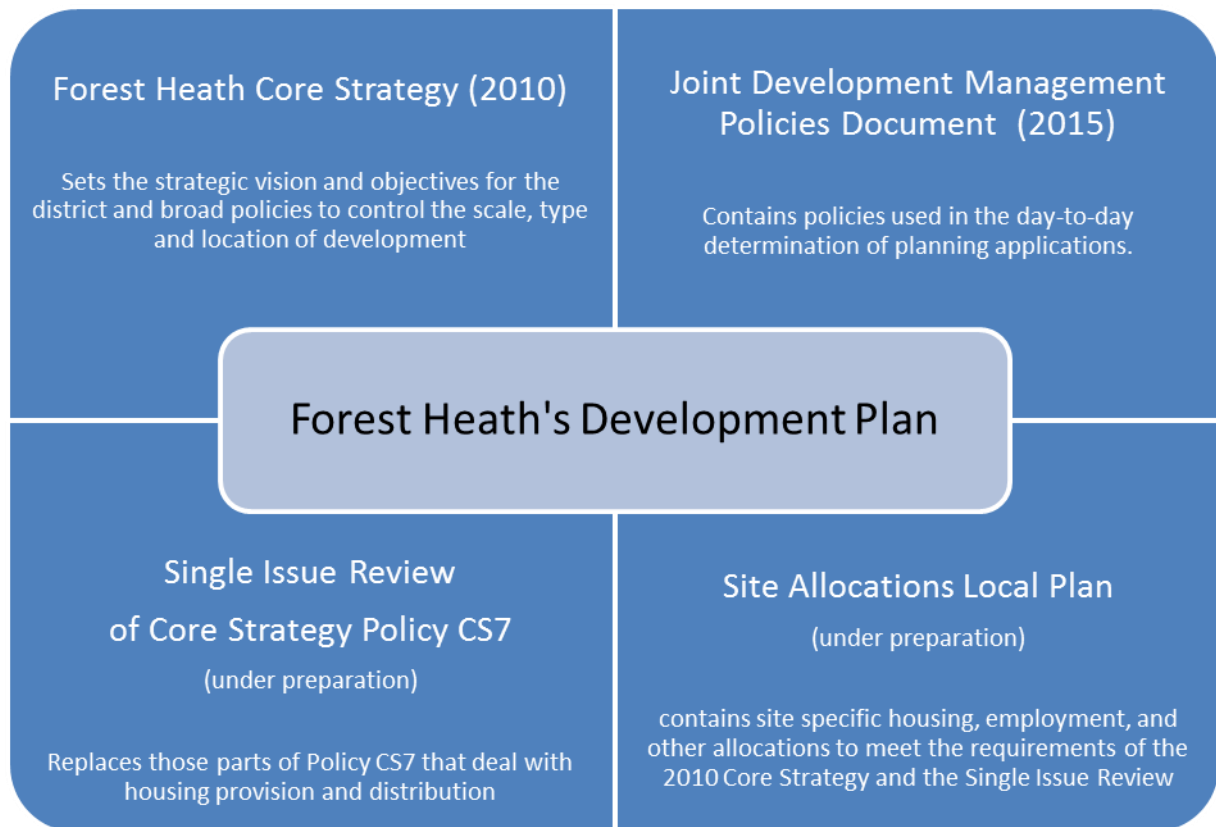 Forest Heath Core Strategy (2010)
Sets the strategic vision and objectives for the
district and broad policies to control the scale, type
and location of development
Joint Development Management
Policies Document (2015)
Contains policies used in the day-to-day
determination of planning applications.
Forest Heath's Development Plan
Single Issue Review
of Core Strategy Policy CS7
(under preparation)
Replaces those parts of Policy CS7 that deal with
housing provision and distribution
Site Allocations Local Plan
(under preparation)
contains site specific housing, employment, and
other allocations to meet the requirements of the
2010 Core Strategy and the Single Issue Review